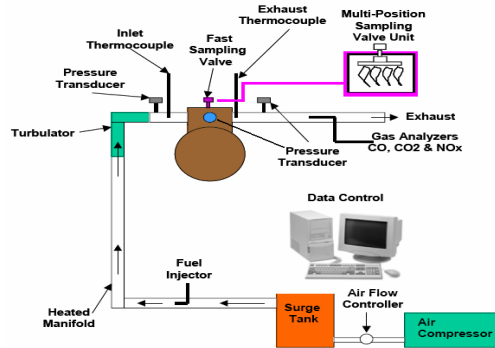 Exhaust
Thermocouple
Multi-Position
Sampling
Valve Unit
Inlet
Thermocouple
Fast
Sampling
Valve
Pressure
Transducer
Turbulator
Exhaust
Gas Analyzers
CO, CO2 & NOx
Pressure
Transducer
Data Control
Fuel
Injector
Air Flow
Controller
Heated
Manifold
Surge
Tank
Air
Compressor